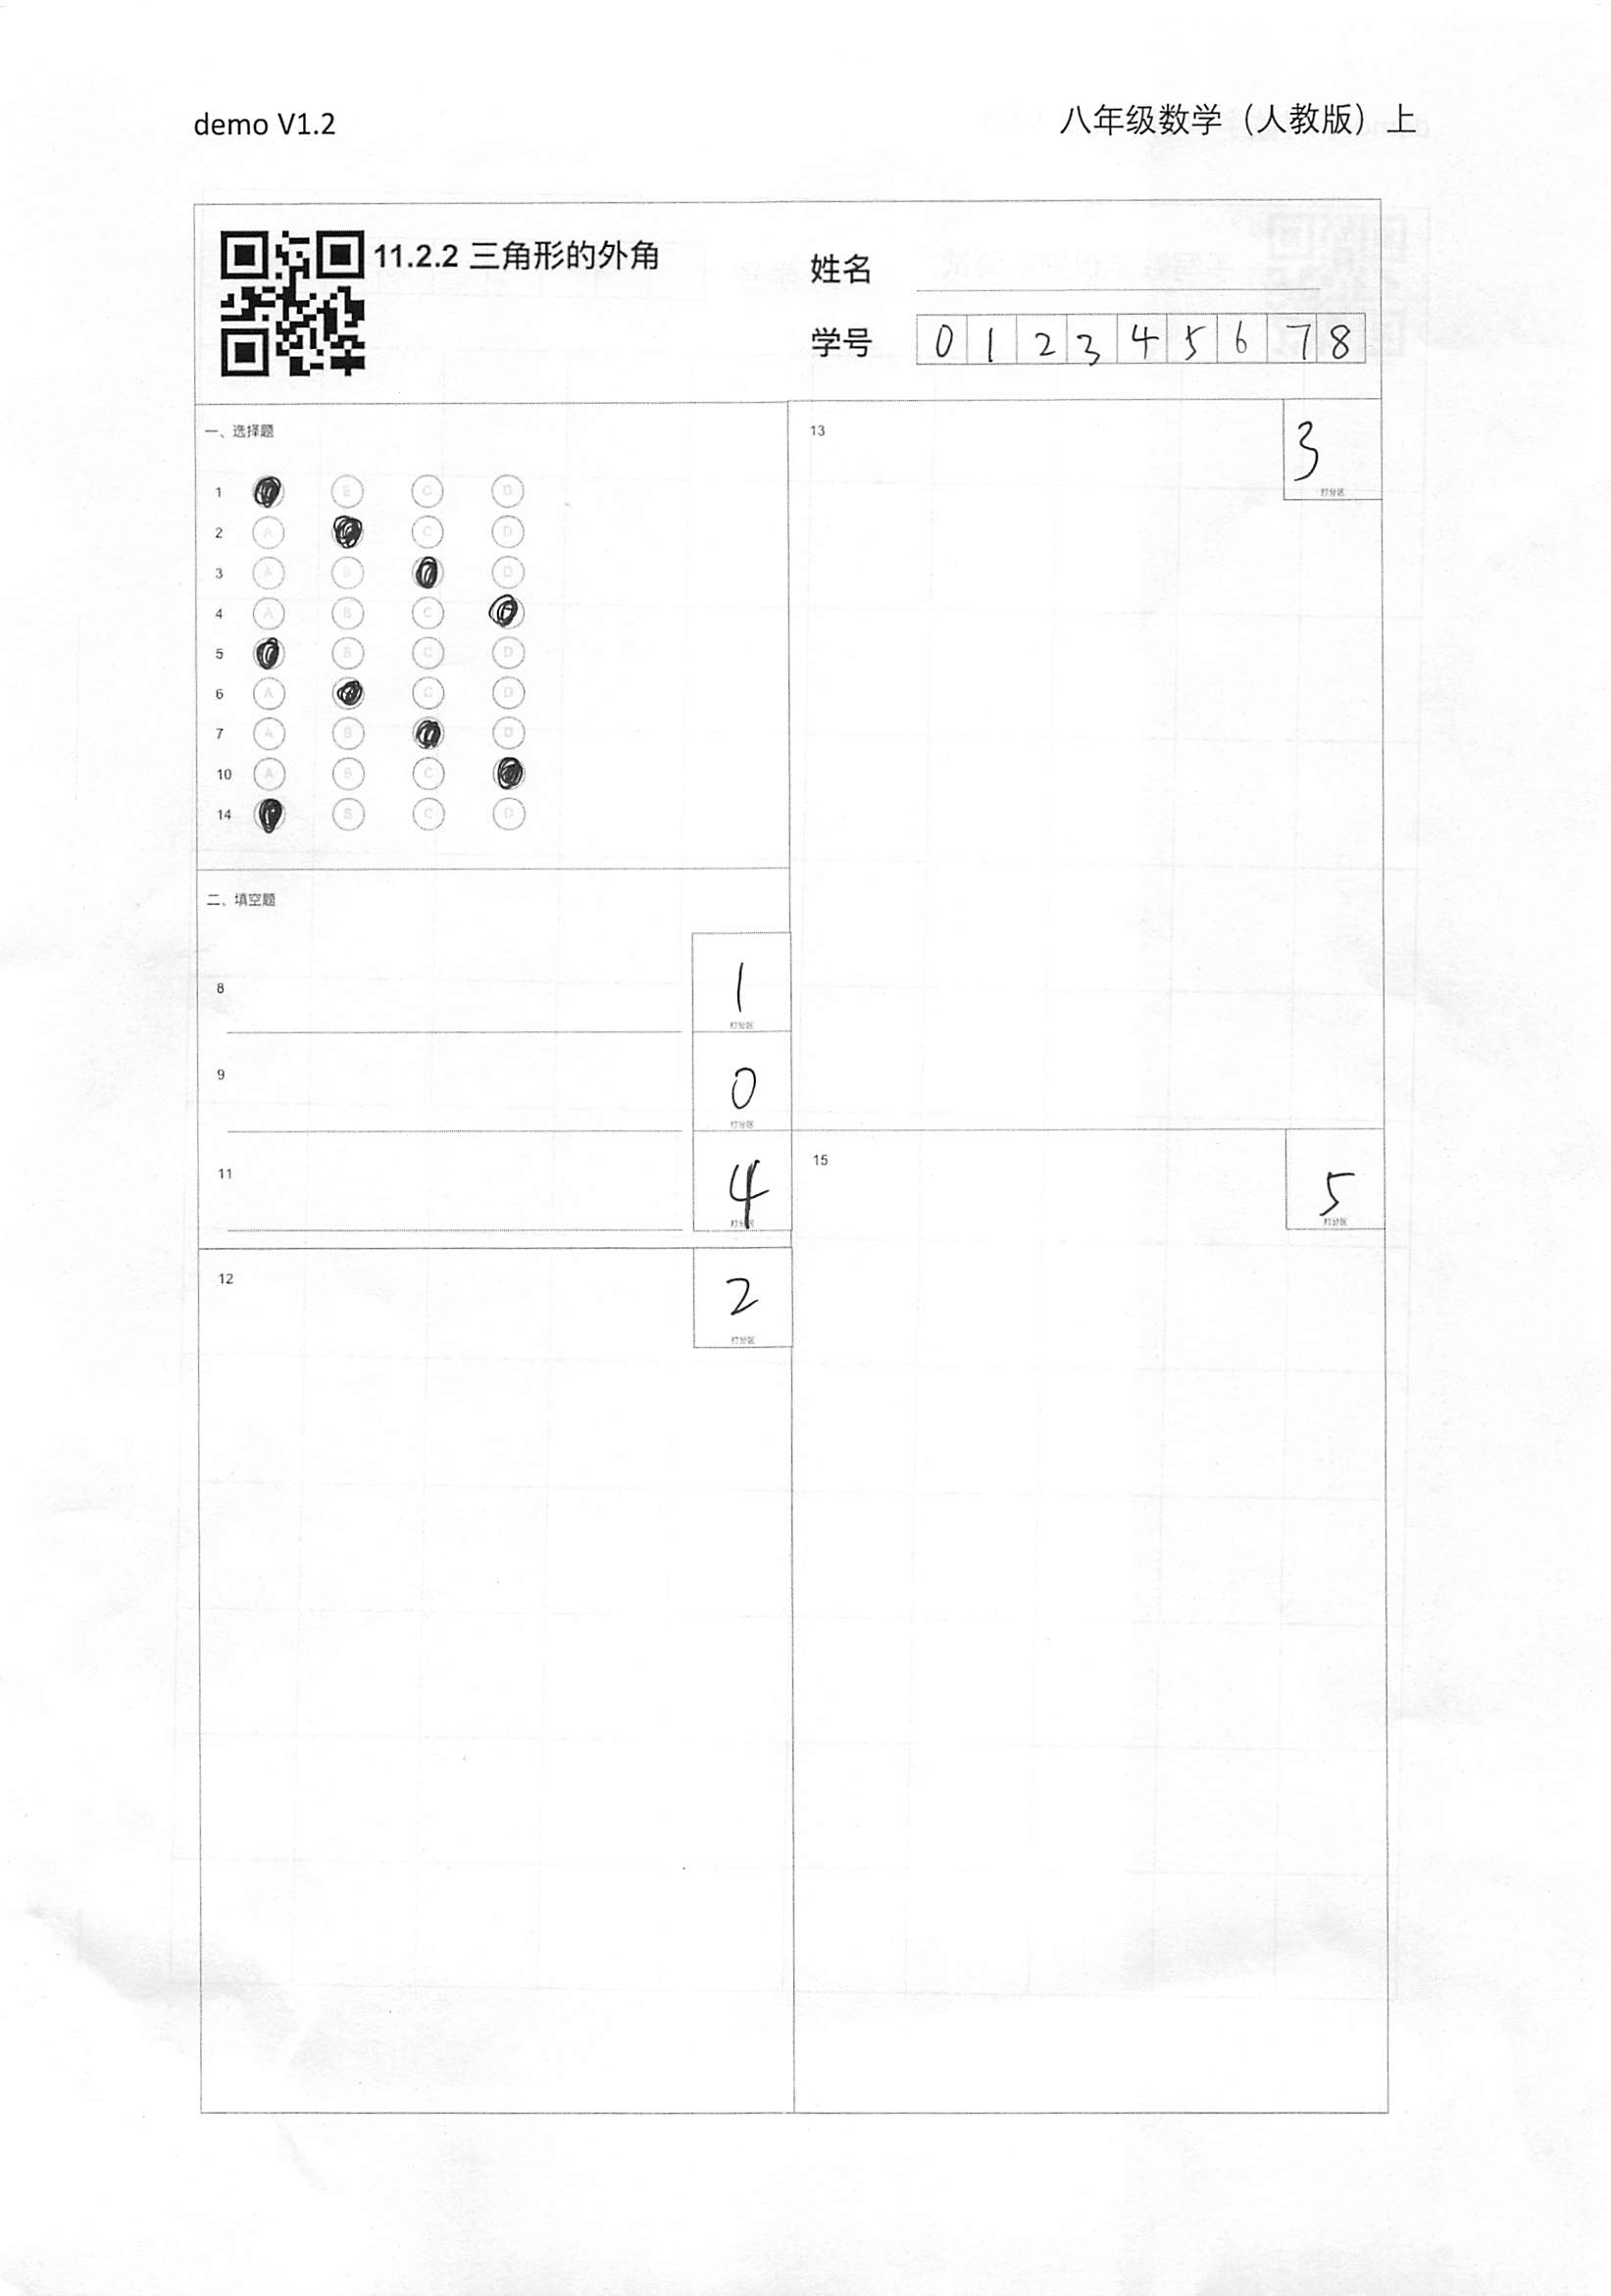 demo V1.2
八年级数学（人教版）上
11.2.2 三角形的外角
姓名
学号 0 1 2 3 4 5 6 7 8
一、选择题
1 B C D
2 A C D
3 A B D
4 A B C
5 B C D
6 A C D
7 A B D
10 A B C
14 B C D
二、填空题
8
1
打分区
9
0
打分区
11
4
打分区
12
2
打分区
13
3
打分区
15
5
打分区